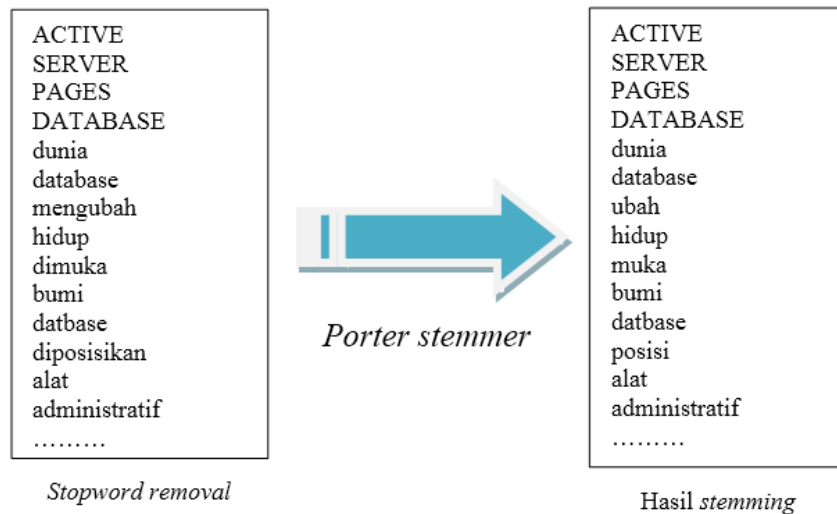 ACTIVE
SERVER
PAGES
DATABASE
dunia
database
mengubah
hidup
dimuka
bumi
datbase
diposisikan
alat
administratif
………
Stopword removal
Porter stemmer
ACTIVE
SERVER
PAGES
DATABASE
dunia
database
ubah
hidup
muka
bumi
datbase
posisi
alat
administratif
………
Hasil stemming